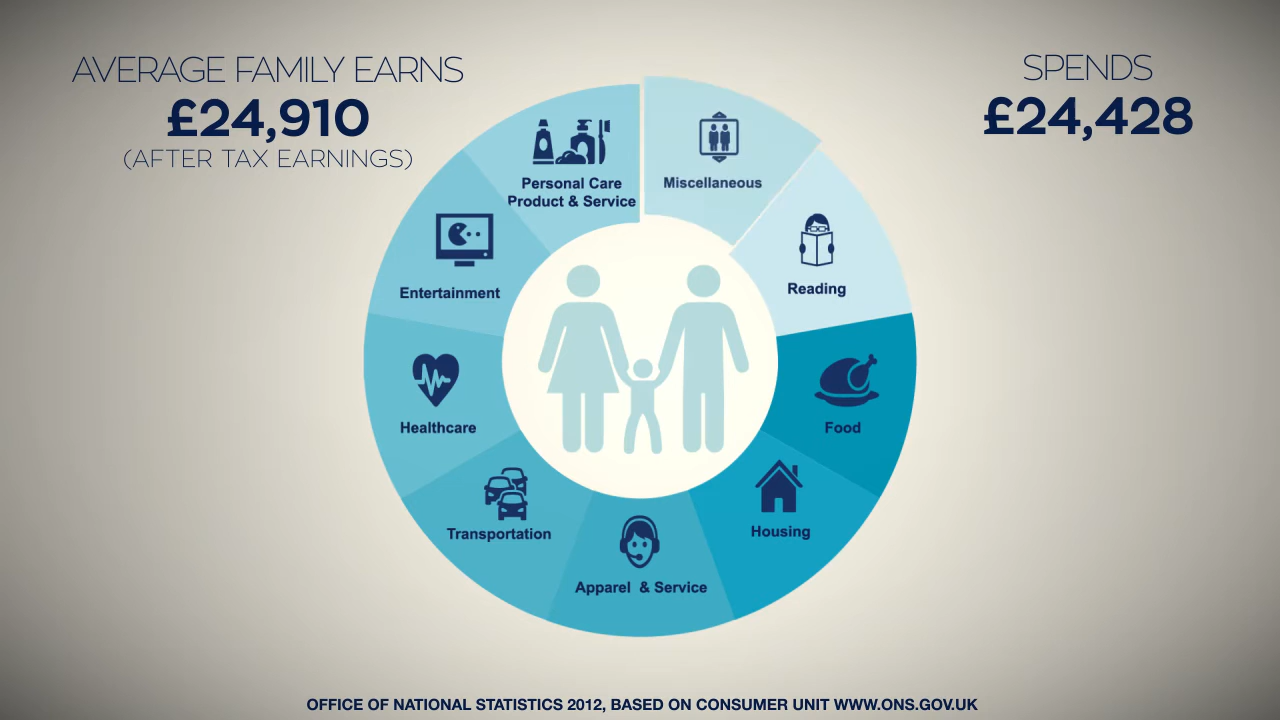 AVERAGE FAMILY EARNS
£24,910
(AFTER TAX EARNINGS)
SPENDS
£24,428
Personal Care
Product & Service
Miscellaneous
Entertainment
Reading
Healthcare
Food
Transportation
Housing
Apparel & Service
OFFICE OF NATIONAL STATISTICS 2012, BASED ON CONSUMER UNIT WWW.ONS.GOV.UK